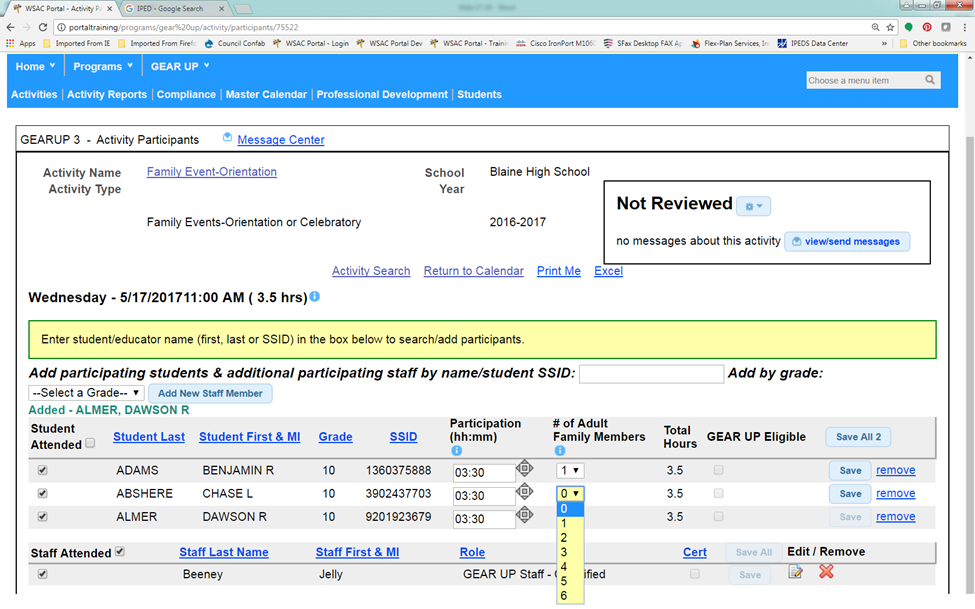 WSAC Portal - Activity P
IPED - Google Search
portaltraining/programs/gear%20up/activity/participants/75522
Apps Imported From IE Imported From Firefo Council Confab WSAC Portal - Login WSAC Portal Dev WSAC Portal - Traini Cisco IronPort M106 SFax Desktop FAX Ap Flex-Plan Services, In IPEDS Data Center » Other bookmarks
Home Programs GEAR UP
Choose a menu item
Activities | Activity Reports | Compliance | Master Calendar | Professional Development | Students
GEARUP 3 - Activity Participants Message Center
Activity Name Family Event-Orientation School Blaine High School
Activity Type Year
Not Reviewed
Family Events-Orientation or Celebratory 2016-2017
no messages about this activity view/send messages
Activity Search Return to Calendar Print Me Excel
Wednesday - 5/17/201711:00 AM ( 3.5 hrs)
Enter student/educator name (first, last or SSID) in the box below to search/add participants.
Add participating students & additional participating staff by name/student SSID: Add by grade:
--Select a Grade-- Add New Staff Member
Added - ALMER, DAWSON R
Student Attended Student Last Student First & MI Grade SSID Participation (hh:mm) # of Adult Family Members Total Hours GEAR UP Eligible Save All 2
ADAMS BENJAMIN R 10 1360375888 03:30 1 3.5 Save remove
ABSHERE CHASE L 10 3902437703 03:30 0 3.5 Save remove
ALMER DAWSON R 10 9201923679 03:30 0 3.5 Save remove
1
2
3
4
5
6
Staff Attended Staff Last Name Staff First & MI Role Cert Save All Edit / Remove
Beeney Jelly GEAR UP Staff - C ified Save